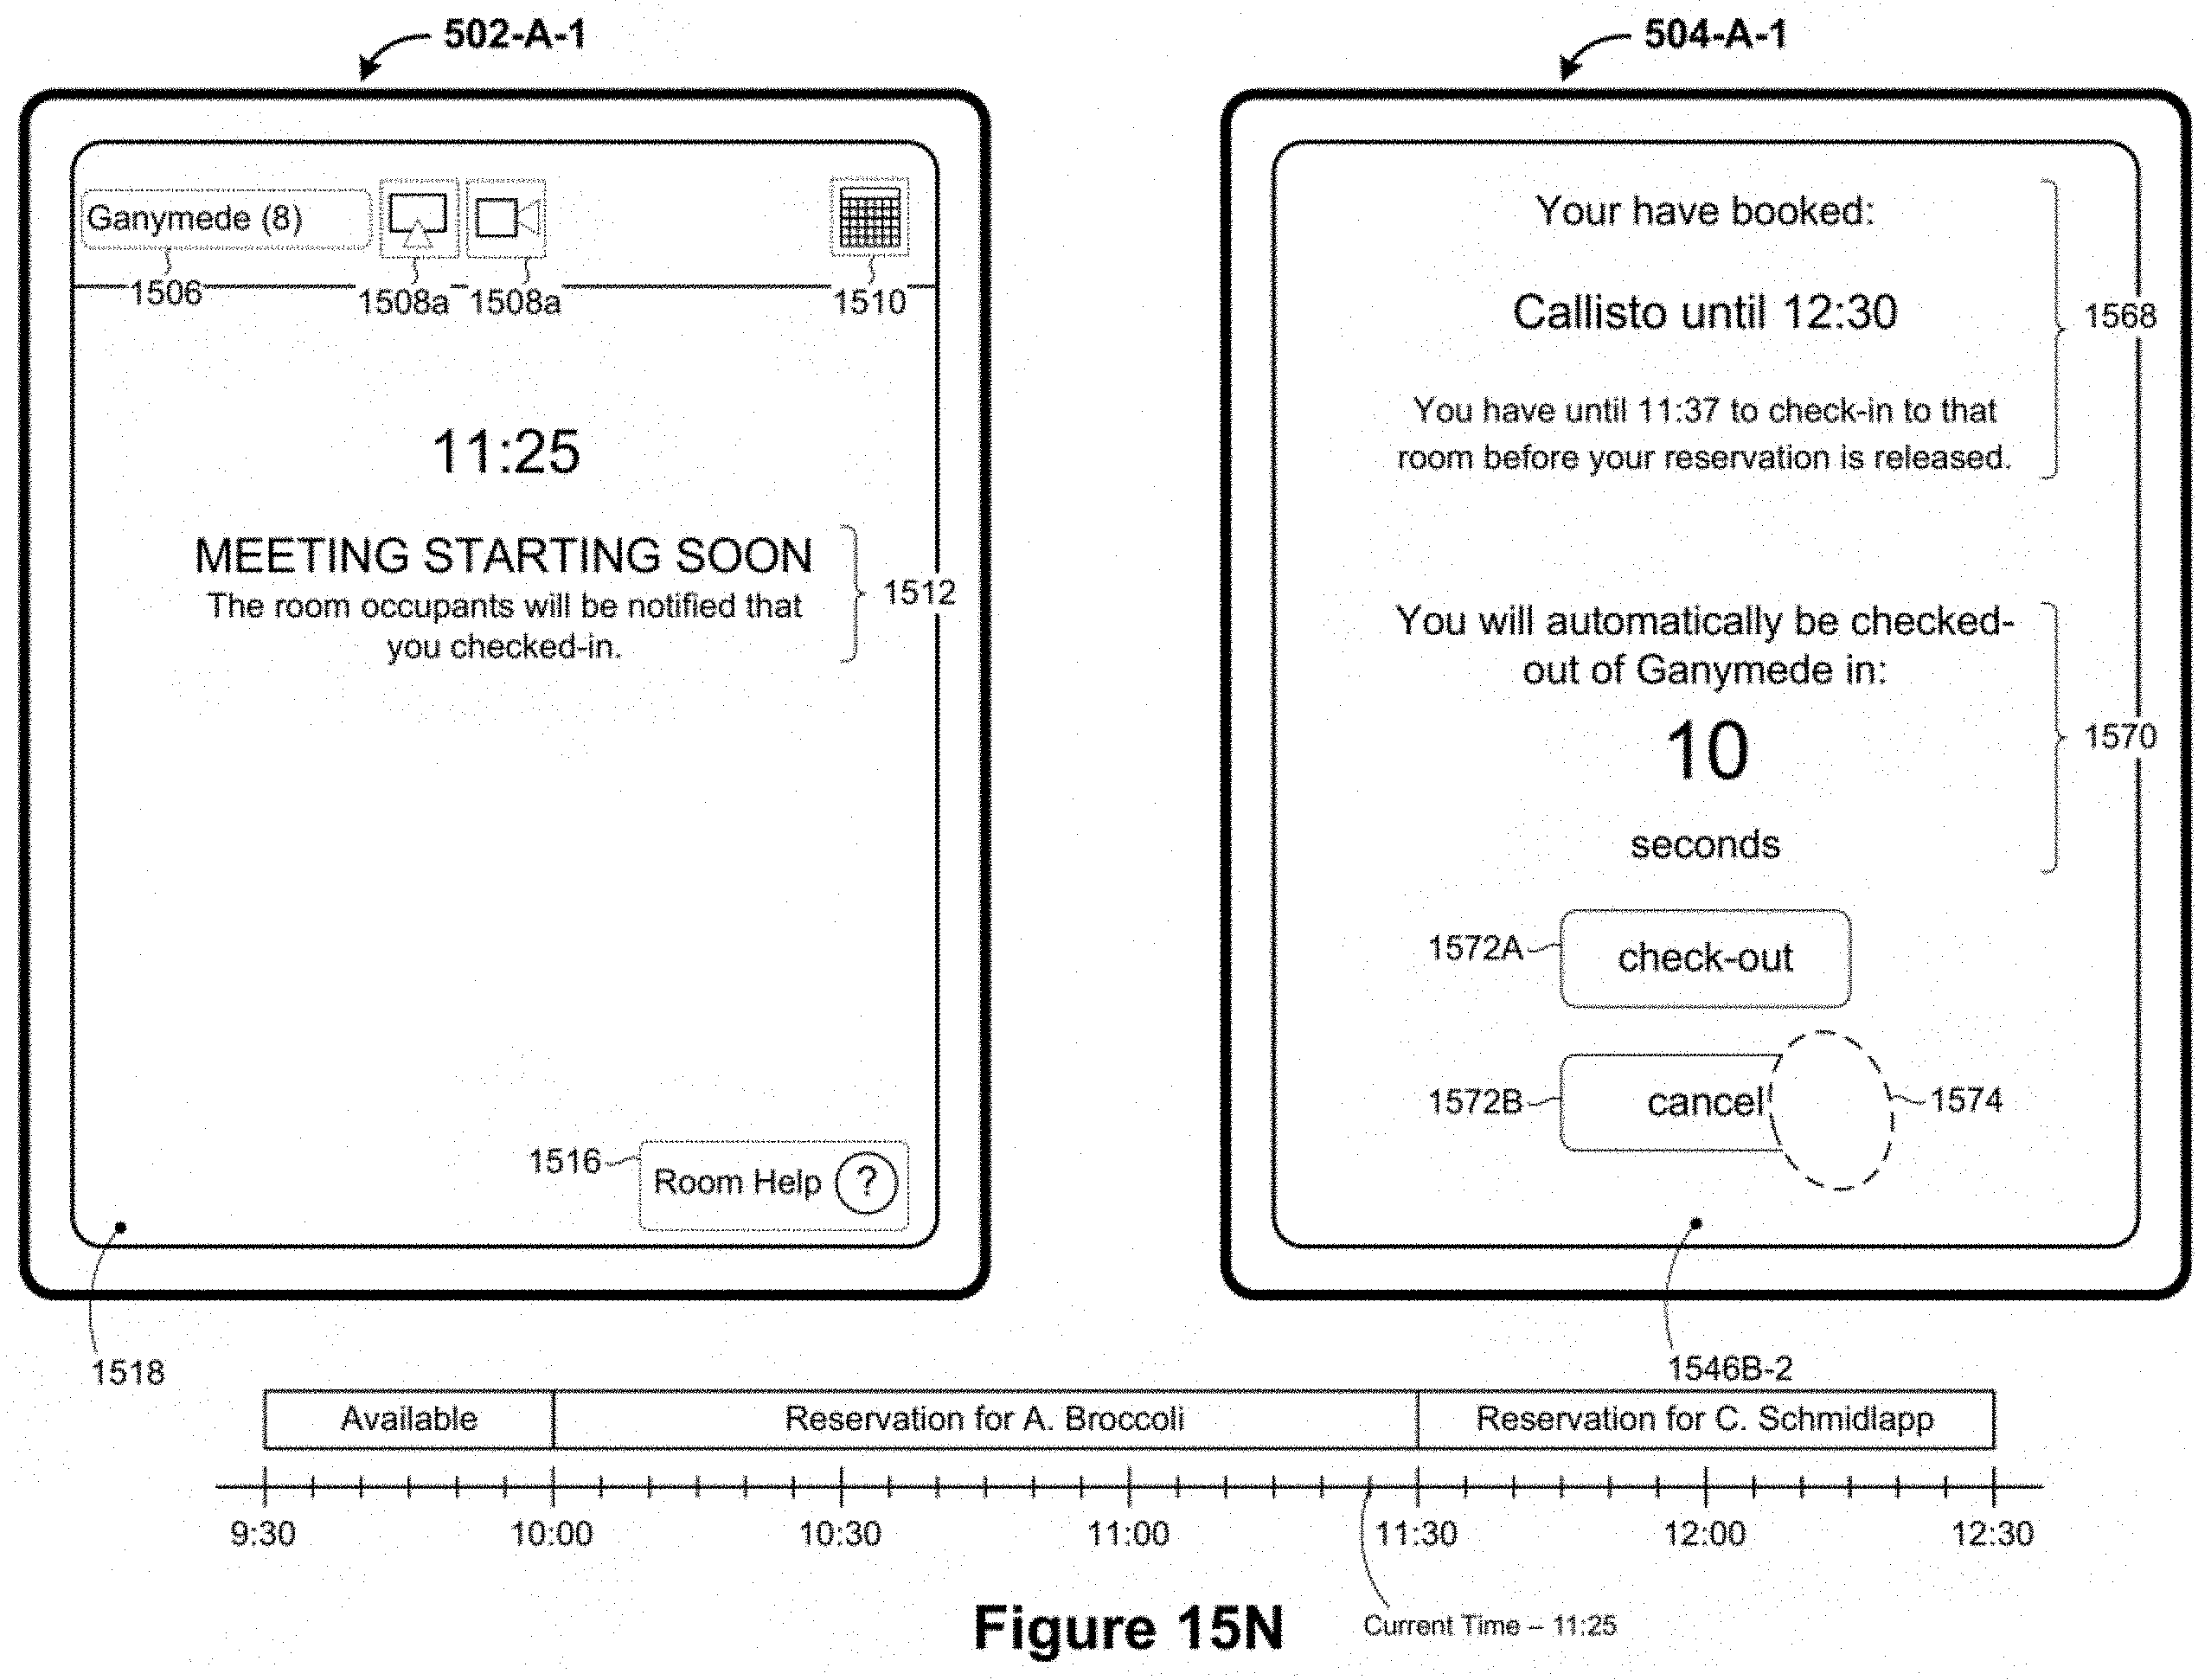 502-A-1
504-A-1
Ganymede (8)
1506
1508a
1508a
1510
11:25
MEETING STARTING SOON
The room occupants will be notified that
you checked-in.
1512
1516
Room Help
?
1518
Your have booked:
Callisto until 12:30
You have until 11:37 to check-in to that
room before your reservation is released.
1568
You will automatically be checked-
out of Ganymede in:
10
seconds
1570
1572A
check-out
1572B
cancel
1574
1546B-2
Available
Reservation for A. Broccoli
Reservation for C. Schmidlapp
9:30
10:00
10:30
11:00
11:30
12:00
12:30
Current Time – 11:25
Figure 15N